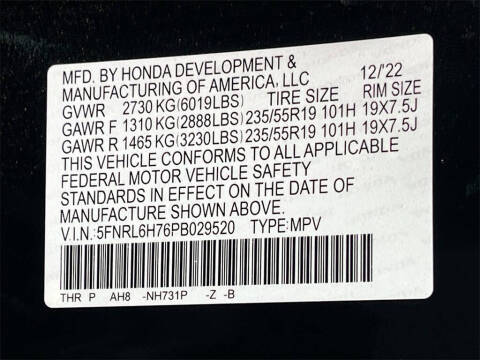 MFD. BY HONDA DEVELOPMENT &
MANUFACTURING OF AMERICA, LLC 12/'22
GVWR 2730 KG(6019LBS) TIRE SIZE RIM SIZE
GAWR F 1310 KG(2888LBS) 235/55R19 101H 19X7.5J
GAWR R 1465 KG(3230LBS) 235/55R19 101H 19X7.5J
THIS VEHICLE CONFORMS TO ALL APPLICABLE
FEDERAL MOTOR VEHICLE SAFETY
STANDARDS IN EFFECT ON THE DATE OF
MANUFACTURE SHOWN ABOVE.
V.I.N.:5FNRL6H76PB029520 TYPE:MPV
THR P AH8 -NH731P -Z -B